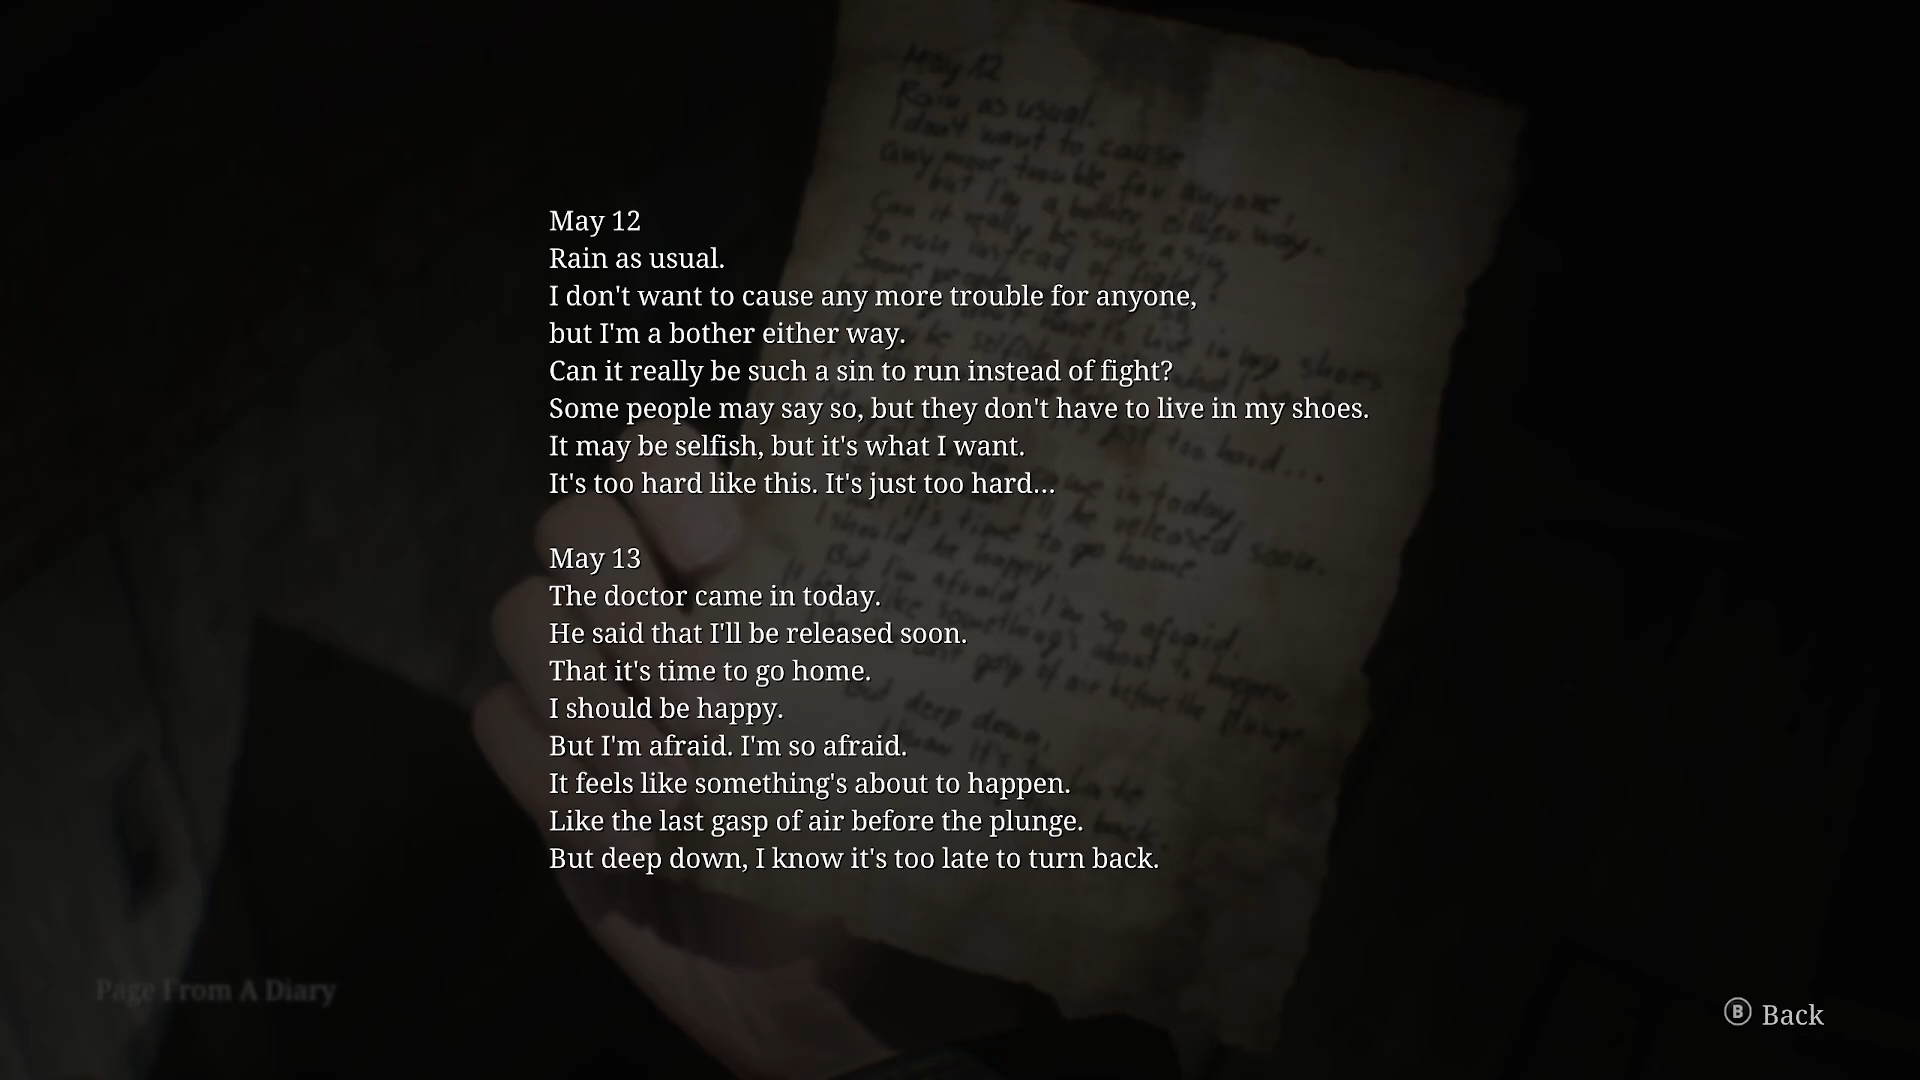 May 12
Rain as usual.
I don't want to cause any more trouble for anyone,
but I'm a bother either way.
Can it really be such a sin to run instead of fight?
Some people may say so, but they don't have to live in my shoes.
It may be selfish, but it's what I want.
It's too hard like this. It's just too hard...
May 13
The doctor came in today.
He said that I'll be released soon.
That it's time to go home.
I should be happy.
But I'm afraid. I'm so afraid.
It feels like something's about to happen.
Like the last gasp of air before the plunge.
But deep down, I know it's too late to turn back.
Page From A Diary
B Back